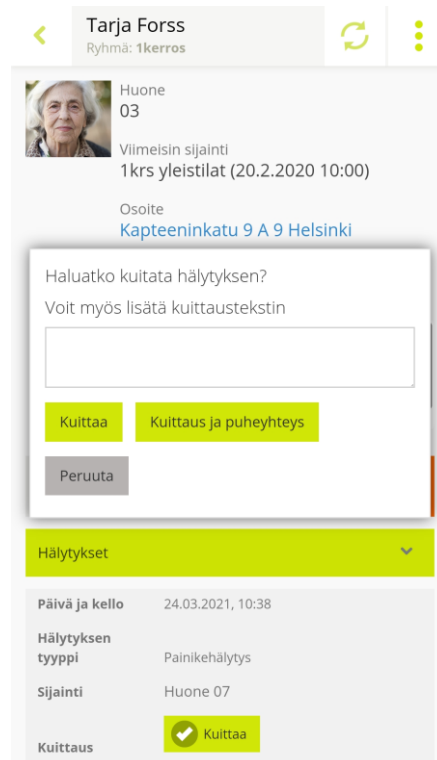 Tarja Forss
Ryhmä: 1kerros
Huone
03
Viimeisin sijainti
1krs yleistilat (20.2.2020 10:00)
Osoite
Kapteeninkatu 9 A 9 Helsinki
Haluatko kuitata hälytyksen?
Voit myös lisätä kuittaustekstin
Kuittaa
Kuittaus ja puheyhteys
Peruuta
Hälytykset
Päivä ja kello 24.03.2021, 10:38
Hälytyksen
tyyppi Painikehälytys
Sijainti Huone 07
Kuittaus Kuittaa